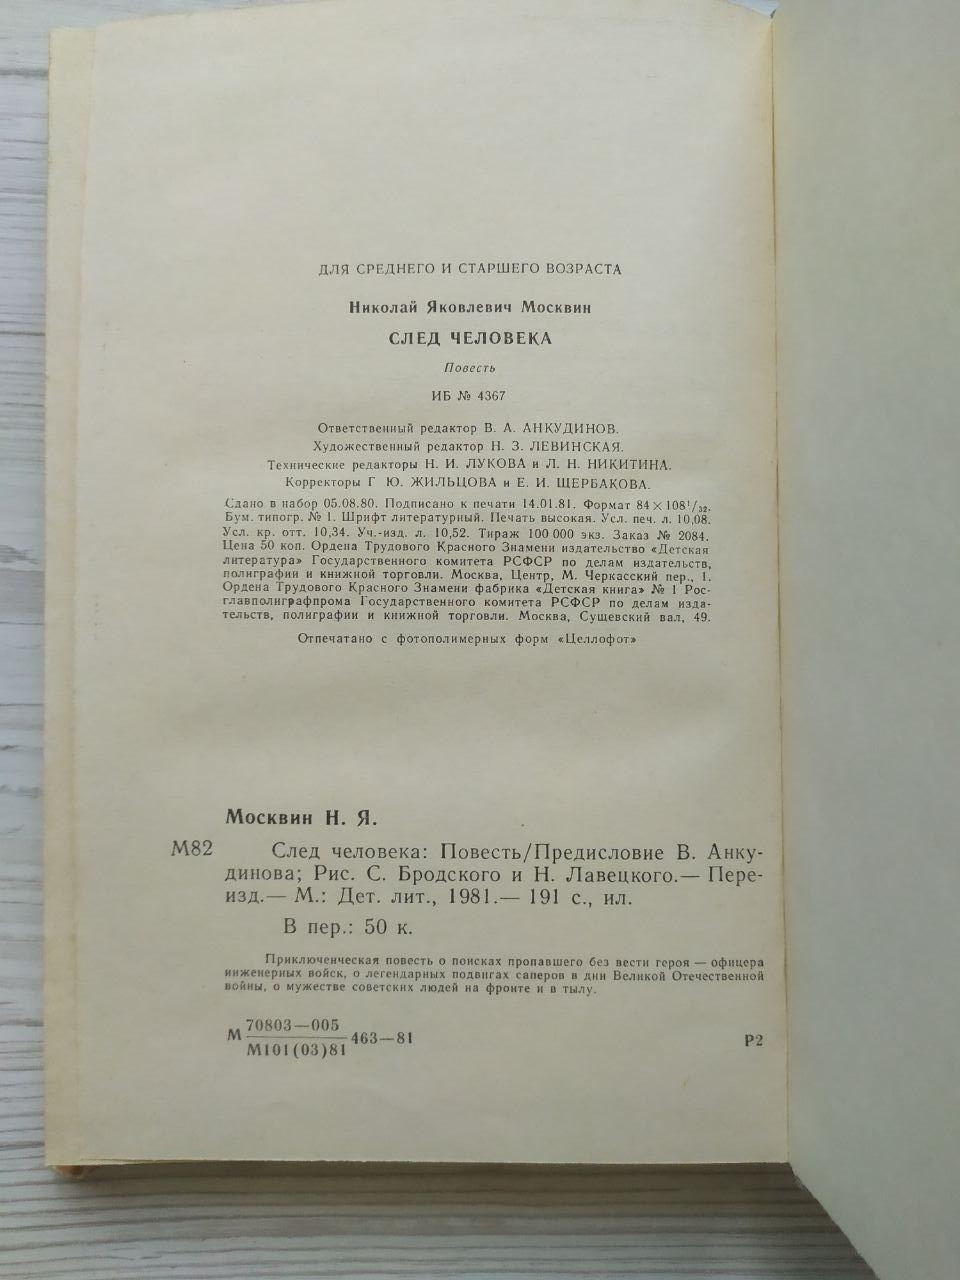 ДЛЯ СРЕДНЕГО И СТАРШЕГО ВОЗРАСТА
Николай Яковлевич Москвин
СЛЕД ЧЕЛОВЕКА
Повесть
ИБ № 4367
Ответственный редактор В. А. АНКУДИНОВ.
Художественный редактор Н. З. ЛЕВИНСКАЯ.
Технические редакторы Н. И. ЛУКОВА и Л. Н. НИКИТИНА.
Корректоры Г Ю. ЖИЛЬЦОВА и Е. И. ЩЕРБАКОВА.
Сдано в набор 05.08.80. Подписано к печати 14.01.81. Формат 84×108¹/₃₂.
Бум. типогр. № 1. Шрифт литературный. Печать высокая. Усл. печ. л. 10,08.
Усл. кр. отт. 10,34. Уч.-изд. л. 10,52. Тираж 100 000 экз. Заказ № 2084.
Цена 50 коп. Ордена Трудового Красного Знамени издательство «Детская
литература» Государственного комитета РСФСР по делам издательств,
полиграфии и книжной торговли. Москва, Центр, М. Черкасский пер., 1.
Ордена Трудового Красного Знамени фабрика «Детская книга» № 1 Рос-
главполиграфпрома Государственного комитета РСФСР по делам изда-
тельств, полиграфии и книжной торговли. Москва, Сущевский вал, 49.
Отпечатано с фотополимерных форм «Целлофот»
Москвин Н. Я.
М82 След человека: Повесть/Предисловие В. Анку-
динова; Рис. С. Бродского и Н. Лавецкого.— Пере-
изд.— М.: Дет. лит., 1981.— 191 с., ил.
В пер.: 50 к.
Приключенческая повесть о поисках пропавшего без вести героя — офицера
инженерных войск, о легендарных подвигах саперов в дни Великой Отечественной
войны, о мужестве советских людей на фронте и в тылу.
70803—005
М 463—81
М101(03)81
Р2